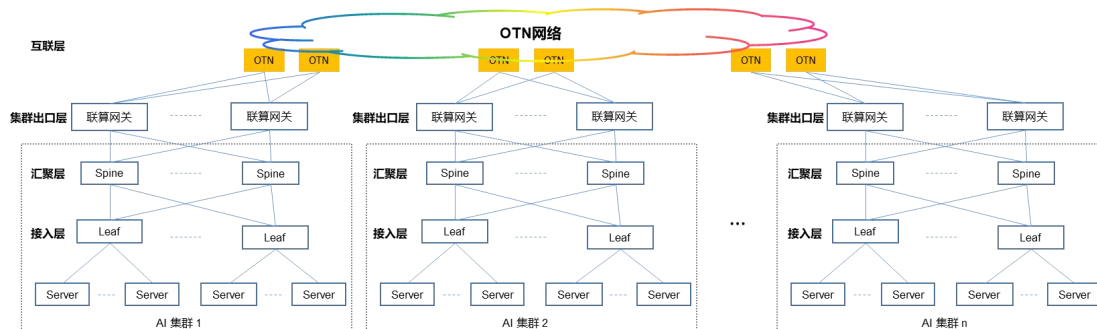 OTN网络
互联层
OTN OTN OTN OTN OTN OTN
集群出口层 联算网关 联算网关 集群出口层 联算网关 联算网关 集群出口层 联算网关 联算网关
汇聚层 Spine Spine 汇聚层 Spine Spine 汇聚层 Spine Spine
接入层 Leaf Leaf 接入层 Leaf Leaf ... 接入层 Leaf Leaf
Server Server Server Server Server Server Server Server Server Server Server Server
AI 集群 1 AI 集群 2 AI 集群 n